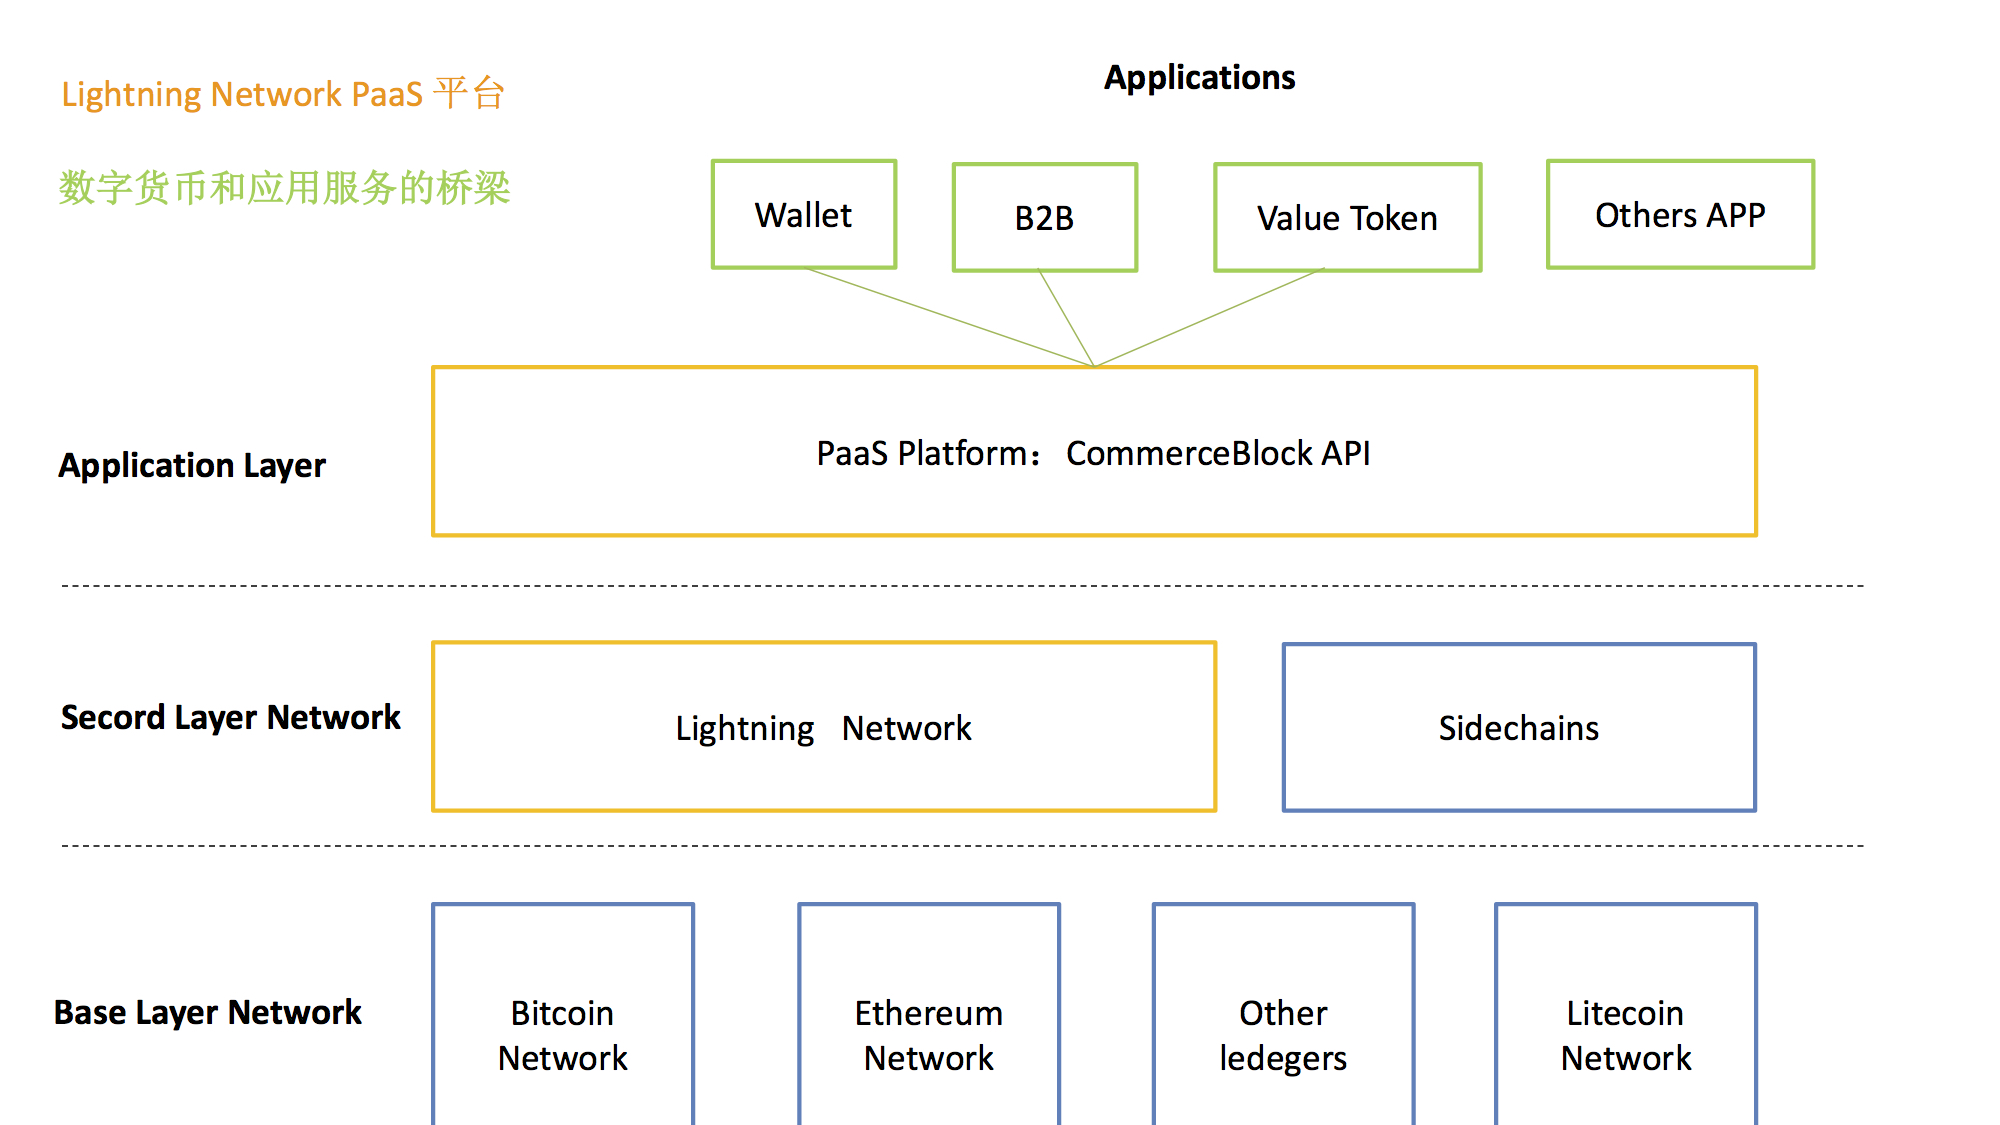 Lightning Network PaaS 平台
数字货币和应用服务的桥梁
Applications
Wallet
B2B
Value Token
Others APP
Application Layer
PaaS Platform：CommerceBlock API
Secord Layer Network
Lightning Network
Sidechains
Base Layer Network
Bitcoin
Network
Ethereum
Network
Other
ledegers
Litecoin
Network